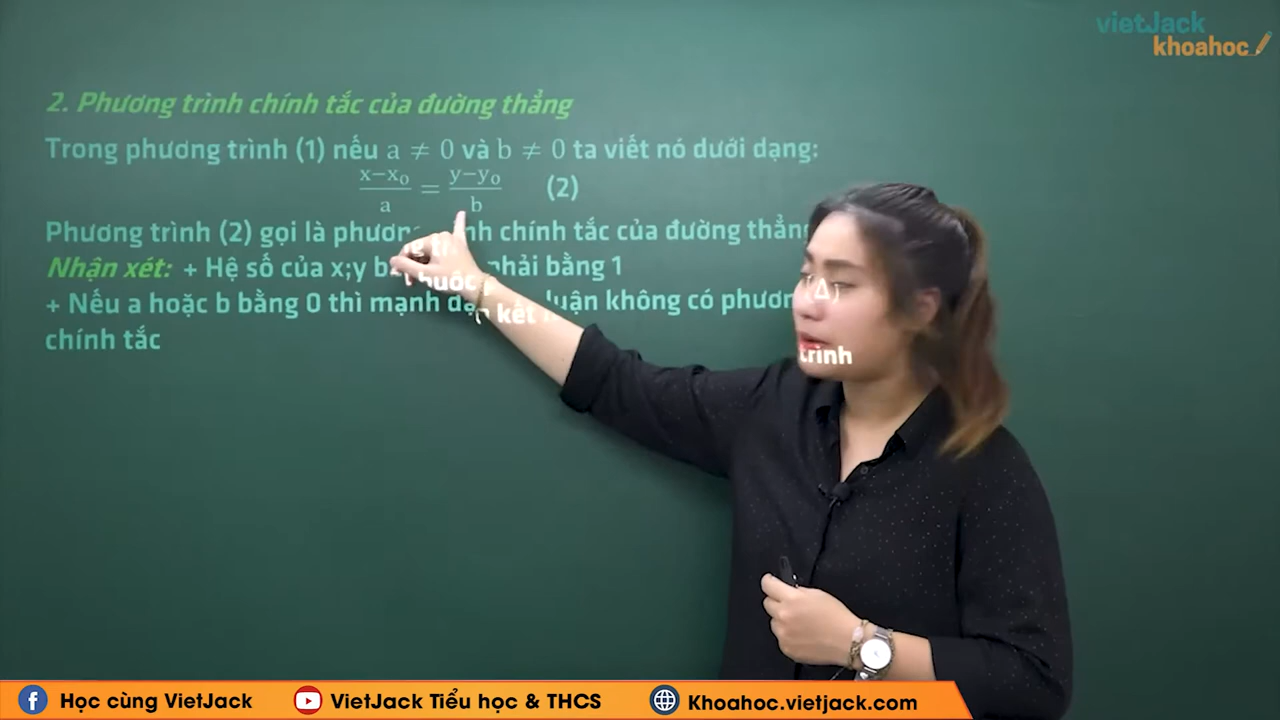 vietJack
khoahoc
2. Phương trình chính tắc của đường thẳng
Trong phương trình (1) nếu a ≠ 0 và b ≠ 0 ta viết nó dưới dạng:
x−x₀/a = y−y₀/b (2)
Phương trình (2) gọi là phương chính tắc của đường thẳng
Nhận xét: + Hệ số của x;y phải bằng 1
+ Nếu a hoặc b bằng 0 thì mạnh luận không có
chính tắc
(Δ)
trình
kết
Học cùng VietJack
VietJack Tiểu học & THCS
Khoahoc.vietjack.com